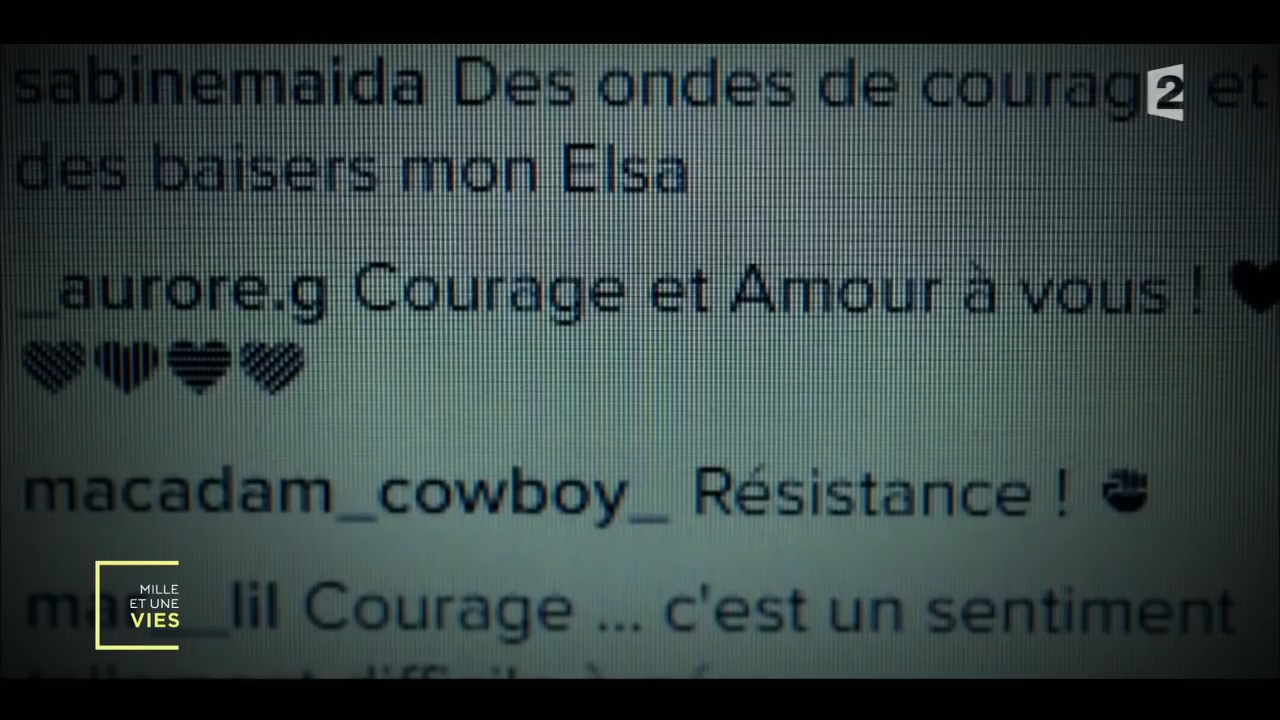 sabinemaida Des ondes de courage et
des baisers mon Elsa
_aurore.g Courage et Amour à vous !
macadam_cowboy_ Résistance !
lil Courage ... c'est un sentiment
2
MILLE
ET UNE
VIES